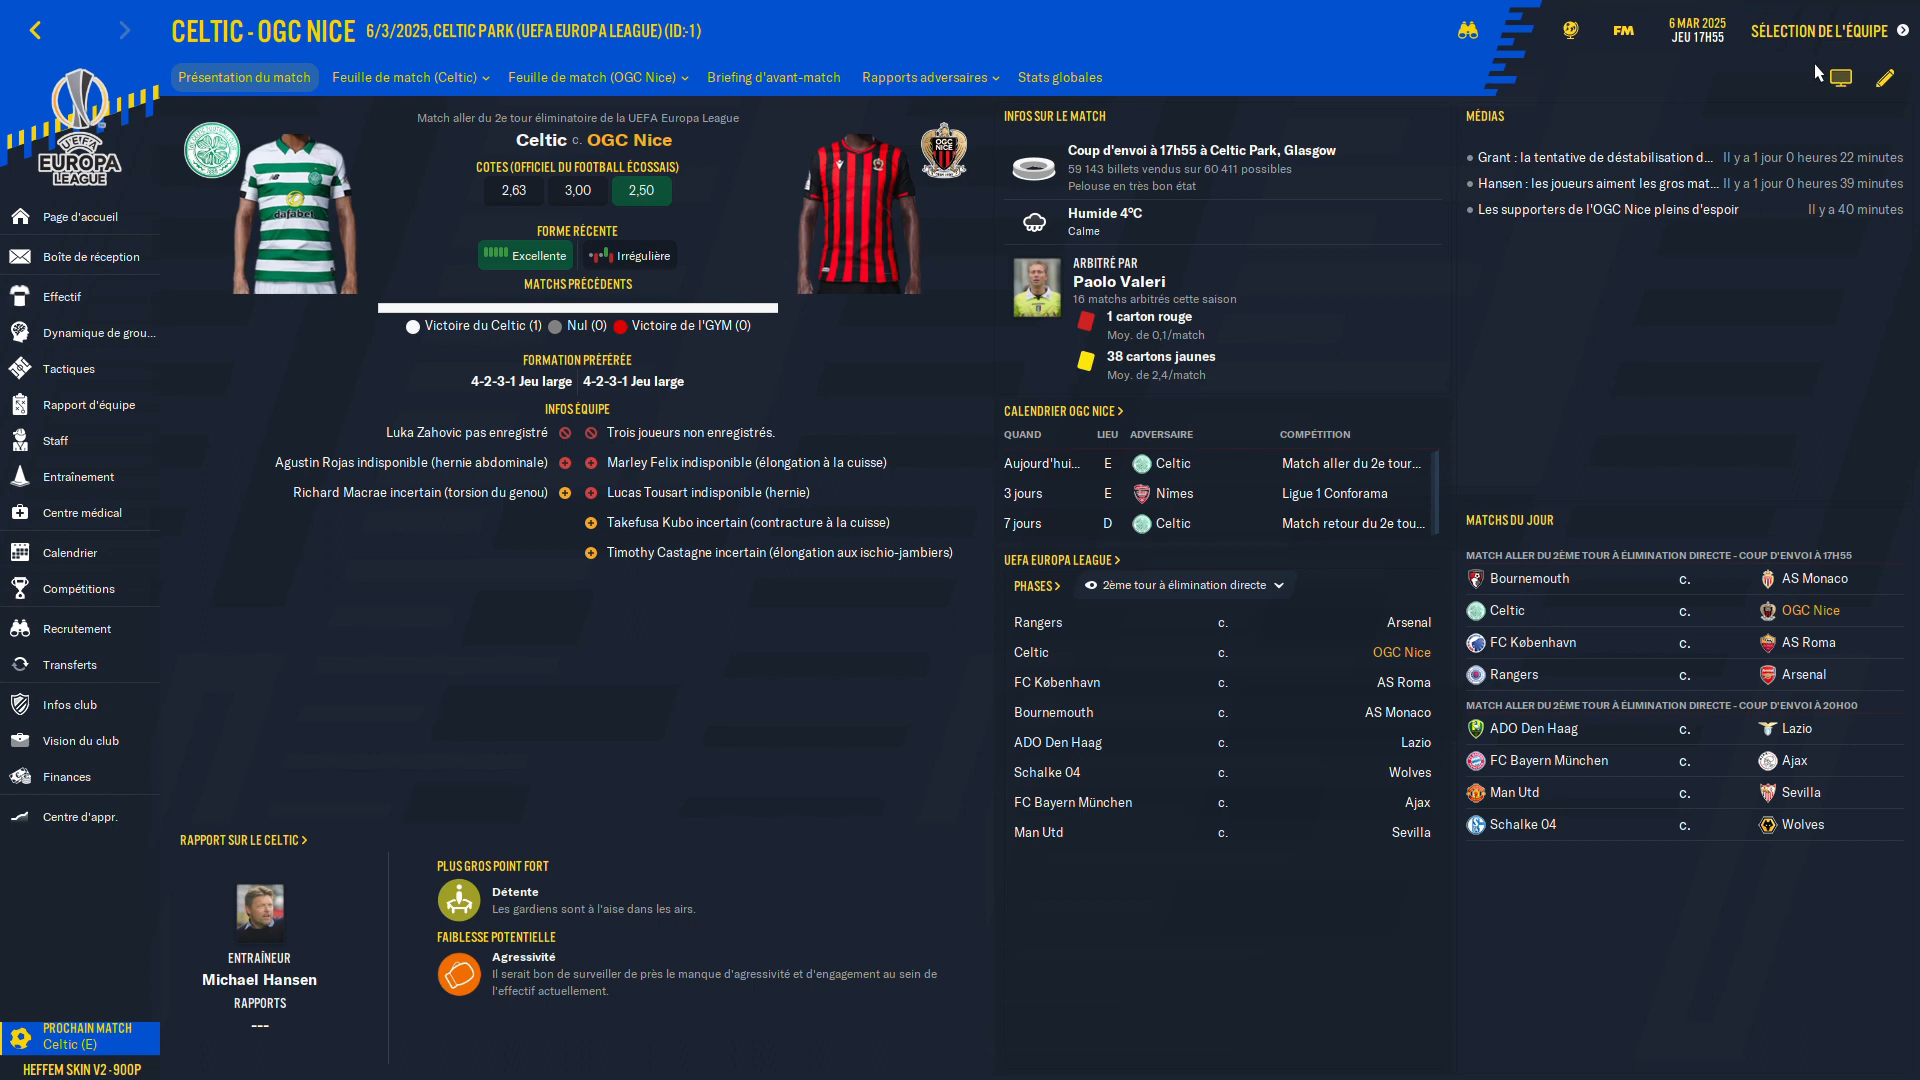 CELTIC - OGC NICE 6/3/2025, CELTIC PARK (UEFA EUROPA LEAGUE) (ID:-1)
FM
6 MAR 2025
JEU 17H55
SÉLECTION DE L'ÉQUIPE
Présentation du match
Feuille de match (Celtic)
Feuille de match (OGC Nice)
Briefing d'avant-match
Rapports adversaires
Stats globales
UEFA
EUROPA
LEAGUE
Page d'accueil
Boîte de réception
Effectif
Dynamique de grou...
Tactiques
Rapport d'équipe
Staff
Entraînement
Centre médical
Calendrier
Compétitions
Recrutement
Transferts
Infos club
Vision du club
Finances
Centre d'appr.
PROCHAIN MATCH
Celtic (E)
HEFFEM SKIN V2 - 900P
Match aller du 2e tour éliminatoire de la UEFA Europa League
Celtic c. OGC Nice
COTES (OFFICIEL DU FOOTBALL ÉCOSSAIS)
2,63 3,00 2,50
FORME RÉCENTE
Excellente Irrégulière
MATCHS PRÉCÉDENTS
Victoire du Celtic (1) Nul (0) Victoire de l'GYM (0)
dafabet
OGC
NICE
FORMATION PRÉFÉRÉE
4-2-3-1 Jeu large 4-2-3-1 Jeu large
INFOS ÉQUIPE
Luka Zahovic pas enregistré Trois joueurs non enregistrés.
Agustin Rojas indisponible (hernie abdominale) Marley Felix indisponible (élongation à la cuisse)
Richard Macrae incertain (torsion du genou) Lucas Tousart indisponible (hernie)
Takefusa Kubo incertain (contracture à la cuisse)
Timothy Castagne incertain (élongation aux ischio-jambiers)
RAPPORT SUR LE CELTIC >
ENTRAÎNEUR
Michael Hansen
RAPPORTS
---
PLUS GROS POINT FORT
Détente
Les gardiens sont à l'aise dans les airs.
FAIBLESSE POTENTIELLE
Agressivité
Il serait bon de surveiller de près le manque d'agressivité et d'engagement au sein de
l'effectif actuellement.
INFOS SUR LE MATCH
Coup d'envoi à 17h55 à Celtic Park, Glasgow
59 143 billets vendus sur 60 411 possibles
Pelouse en très bon état
Humide 4°C
Calme
ARBITRÉ PAR
Paolo Valeri
16 matchs arbitrés cette saison
1 carton rouge
Moy. de 0,1/match
38 cartons jaunes
Moy. de 2,4/match
CALENDRIER OGC NICE >
QUAND LIEU ADVERSAIRE COMPÉTITION
Aujourd'hui... E Celtic Match aller du 2e tour...
3 jours E Nîmes Ligue 1 Conforama
7 jours D Celtic Match retour du 2e tou...
UEFA EUROPA LEAGUE >
PHASES > 2ème tour à élimination directe
Rangers c. Arsenal
Celtic c. OGC Nice
FC København c. AS Roma
Bournemouth c. AS Monaco
ADO Den Haag c. Lazio
Schalke 04 c. Wolves
FC Bayern München c. Ajax
Man Utd c. Sevilla
MÉDIAS
Grant : la tentative de déstabilisation d... Il y a 1 jour 0 heures 22 minutes
Hansen : les joueurs aiment les gros mat... Il y a 1 jour 0 heures 39 minutes
Les supporters de l'OGC Nice pleins d'espoir Il y a 40 minutes
MATCHS DU JOUR
MATCH ALLER DU 2ÈME TOUR À ÉLIMINATION DIRECTE - COUP D'ENVOI À 17H55
Bournemouth c. AS Monaco
Celtic c. OGC Nice
FC København c. AS Roma
Rangers c. Arsenal
MATCH ALLER DU 2ÈME TOUR À ÉLIMINATION DIRECTE - COUP D'ENVOI À 20H00
ADO Den Haag c. Lazio
FC Bayern München c. Ajax
Man Utd c. Sevilla
Schalke 04 c. Wolves